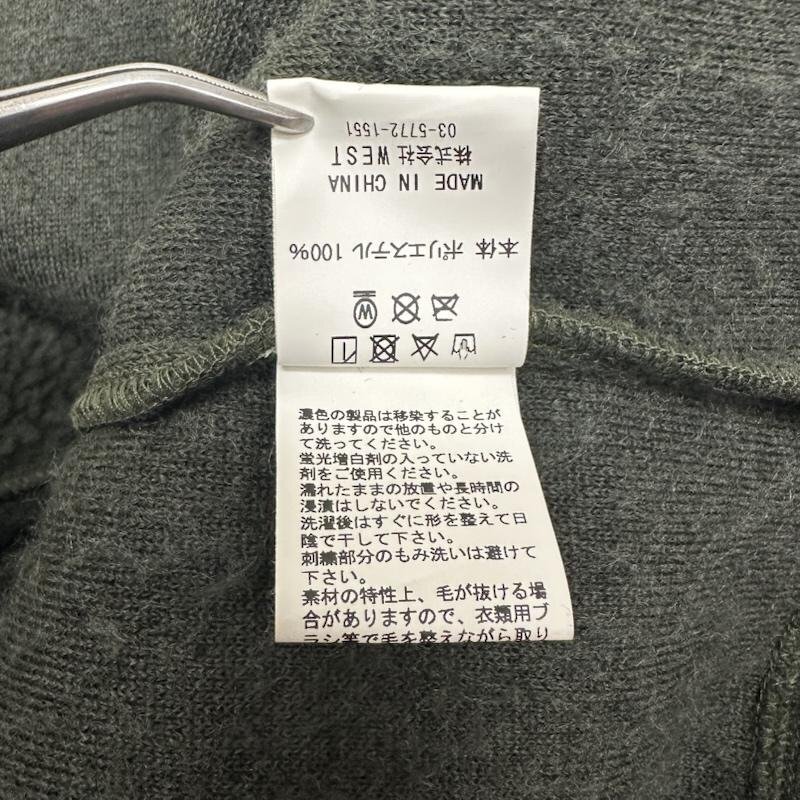 本体 ポリエステル 100%
MADE IN CHINA
株式会社 WEST
03-5772-1551
濃色の製品は移染することが
ありますので他のものと分け
て洗ってください。
蛍光増白剤の入っていない洗
剤をご使用ください。
濡れたままの放置や長時間の
浸漬はしないでください。
洗濯後はすぐに形を整えて日
陰で干して下さい。
刺繍部分のもみ洗いは避けて
下さい。
素材の特性上、毛が抜ける場
合がありますので、衣類用ブ
ラシ等で毛を整えながら取り